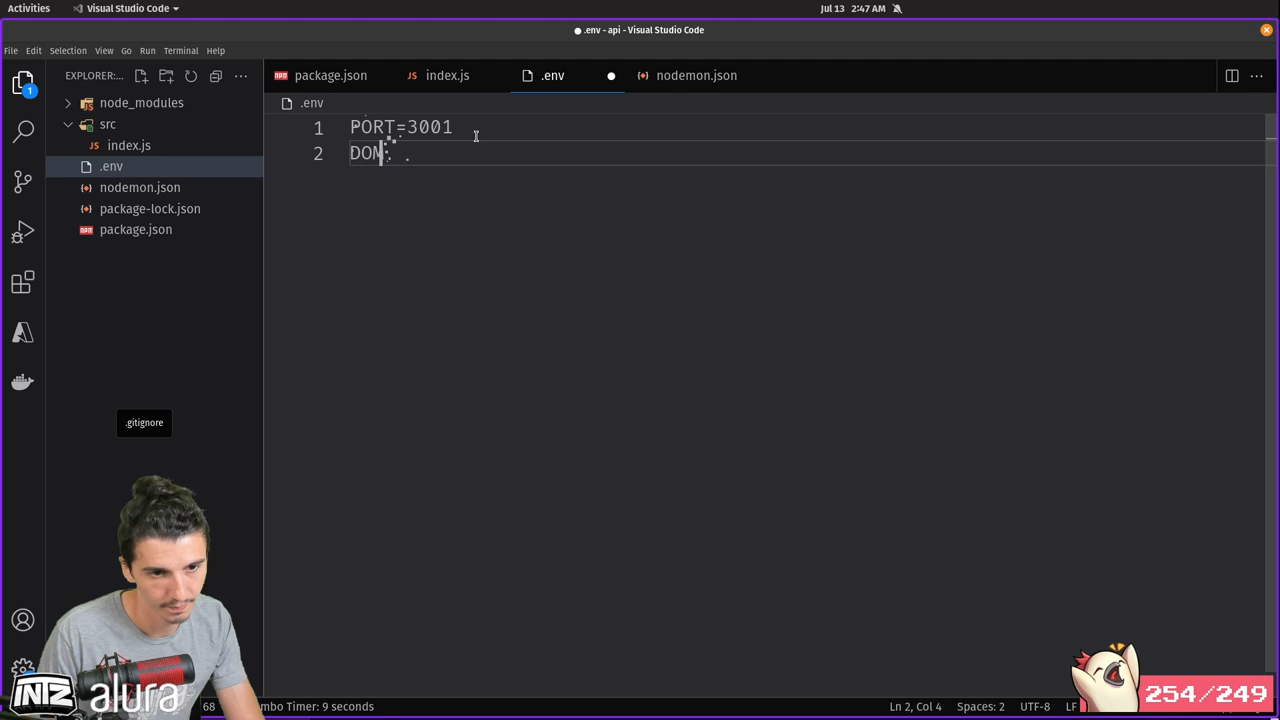 Activities
Visual Studio Code
Jul 13 2:47 AM
.env - api - Visual Studio Code
File Edit Selection View Go Run Terminal Help
EXPLORER:...
package.json
index.js
.env
nodemon.json
.env
node_modules
src
index.js
.env
nodemon.json
package-lock.json
package.json
1
1 PORT=3001
2 DOM
.gitignore
INTZ alura
254/249
68
mbo Timer: 9 seconds
Ln 2, Col 4
Spaces: 2
UTF-8
LF